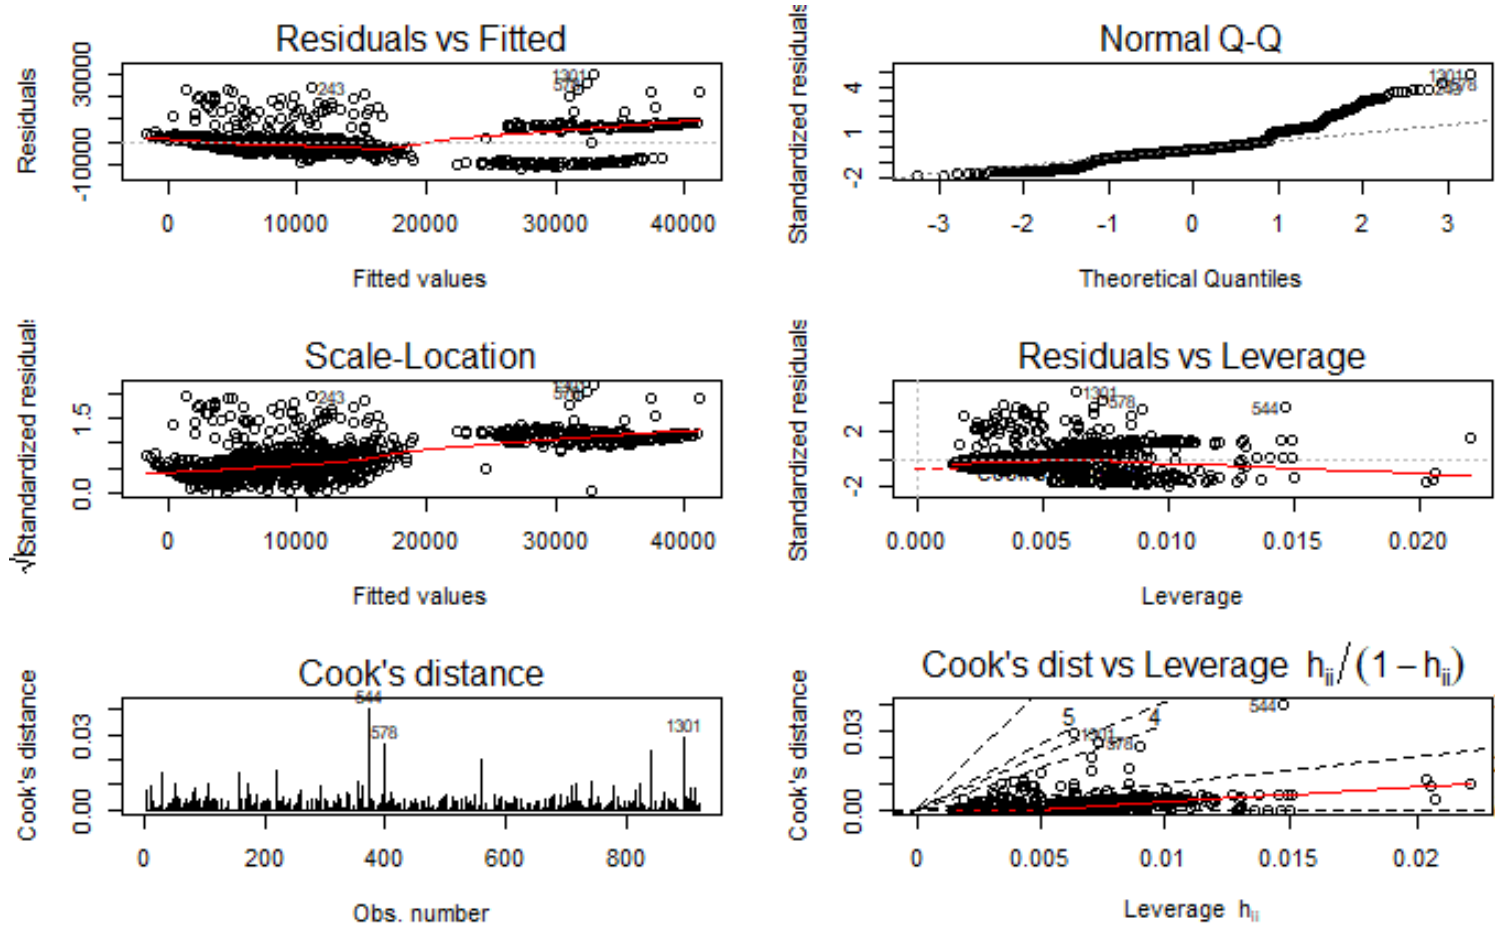 Residuals vs Fitted
Residuals
30000
-10000
1301
578
243
0 10000 20000 30000 40000
Fitted values
Normal Q-Q
Standardized residuals
4
1
-2
1301
578
243
-3 -2 -1 0 1 2 3
Theoretical Quantiles
Scale-Location
√|Standardized residuals
1.5
0.0
1301
578
243
0 10000 20000 30000 40000
Fitted values
Residuals vs Leverage
Standardized residuals
2
-2
1301
578
544
0.000 0.005 0.010 0.015 0.020
Leverage
Cook's distance
Cook's distance
0.03
0.00
544
578
1301
0 200 400 600 800
Obs. number
Cook's dist vs Leverage hᵢᵢ/(1 − hᵢᵢ)
Cook's distance
0.03
0.00
5 4
544
1301
578
0 0.005 0.01 0.015 0.02
Leverage hᵢᵢ